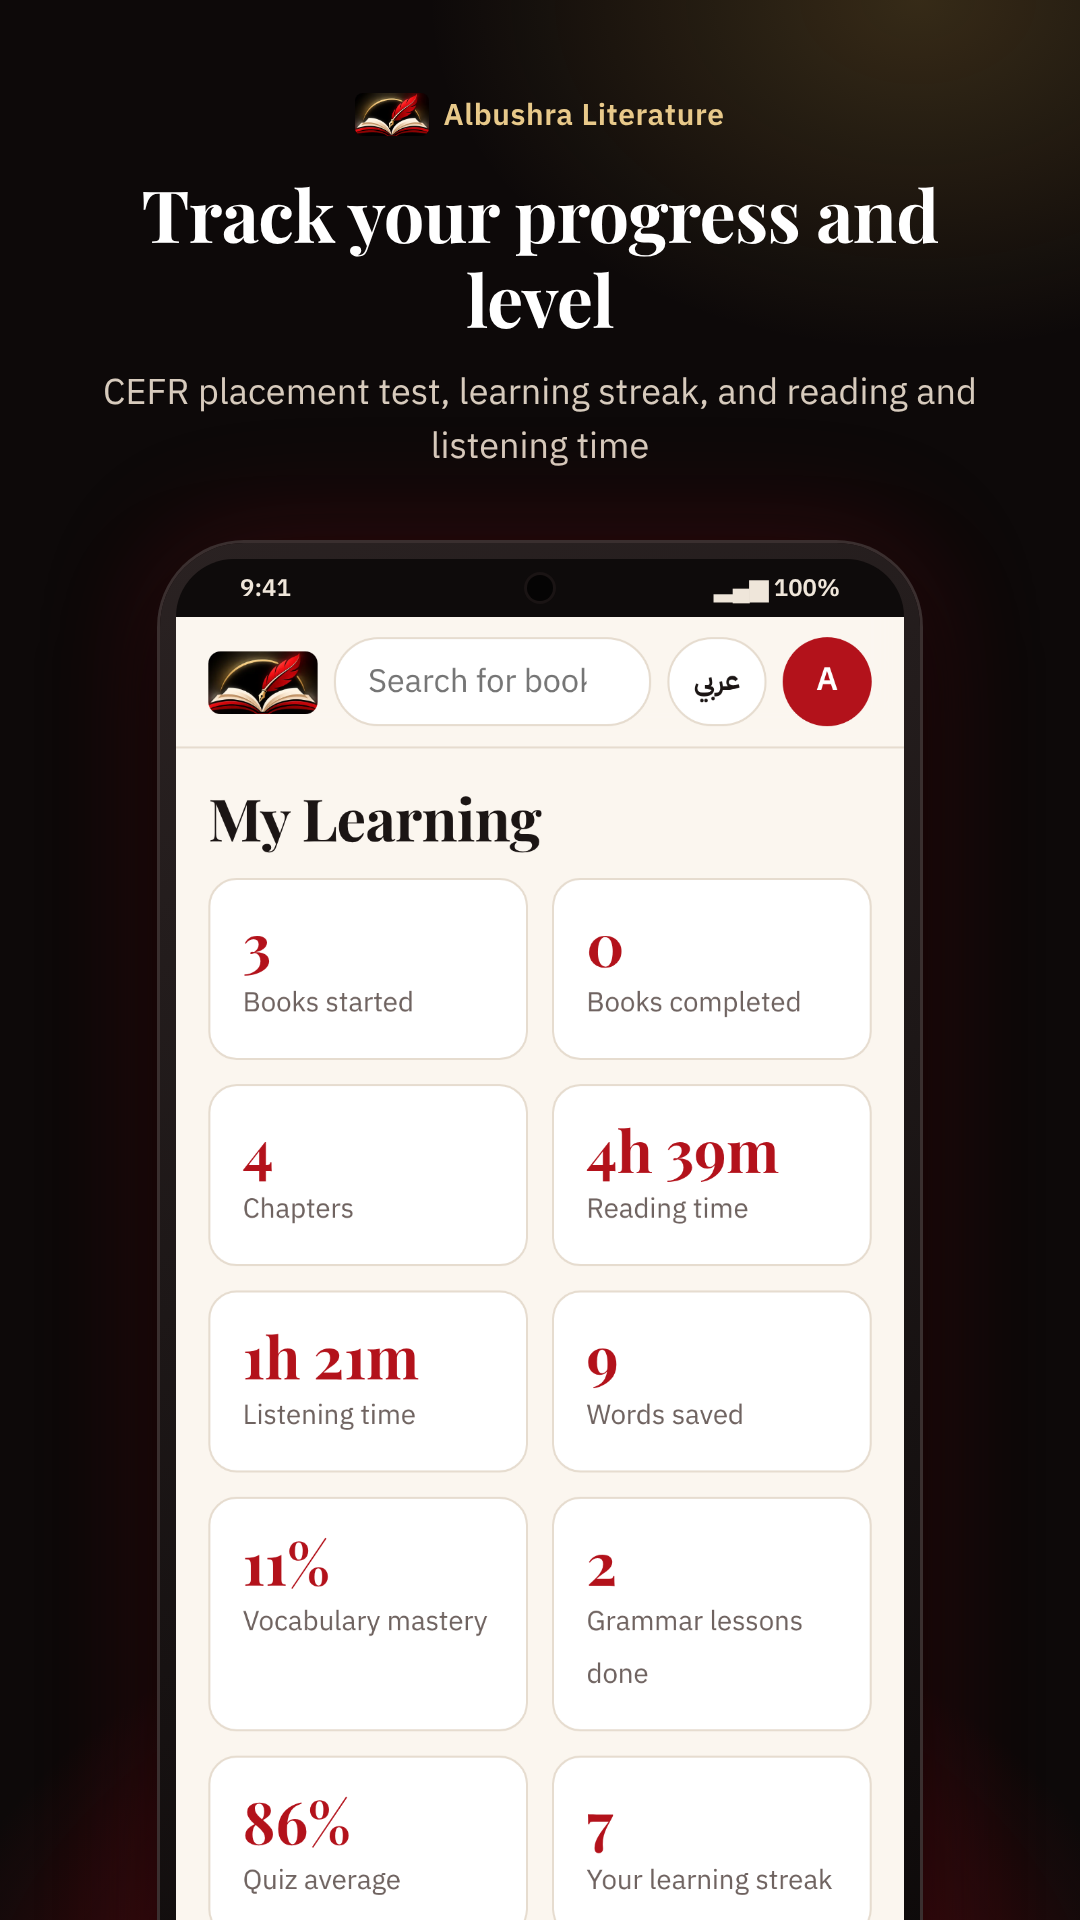 Albushra Literature
Track your progress and
level
CEFR placement test, learning streak, and reading and
listening time
9:41
100%
Search for book
عربي
A
My Learning
3
Books started
0
Books completed
4
Chapters
4h 39m
Reading time
1h 21m
Listening time
9
Words saved
11%
Vocabulary mastery
2
Grammar lessons
done
86%
Quiz average
7
Your learning streak